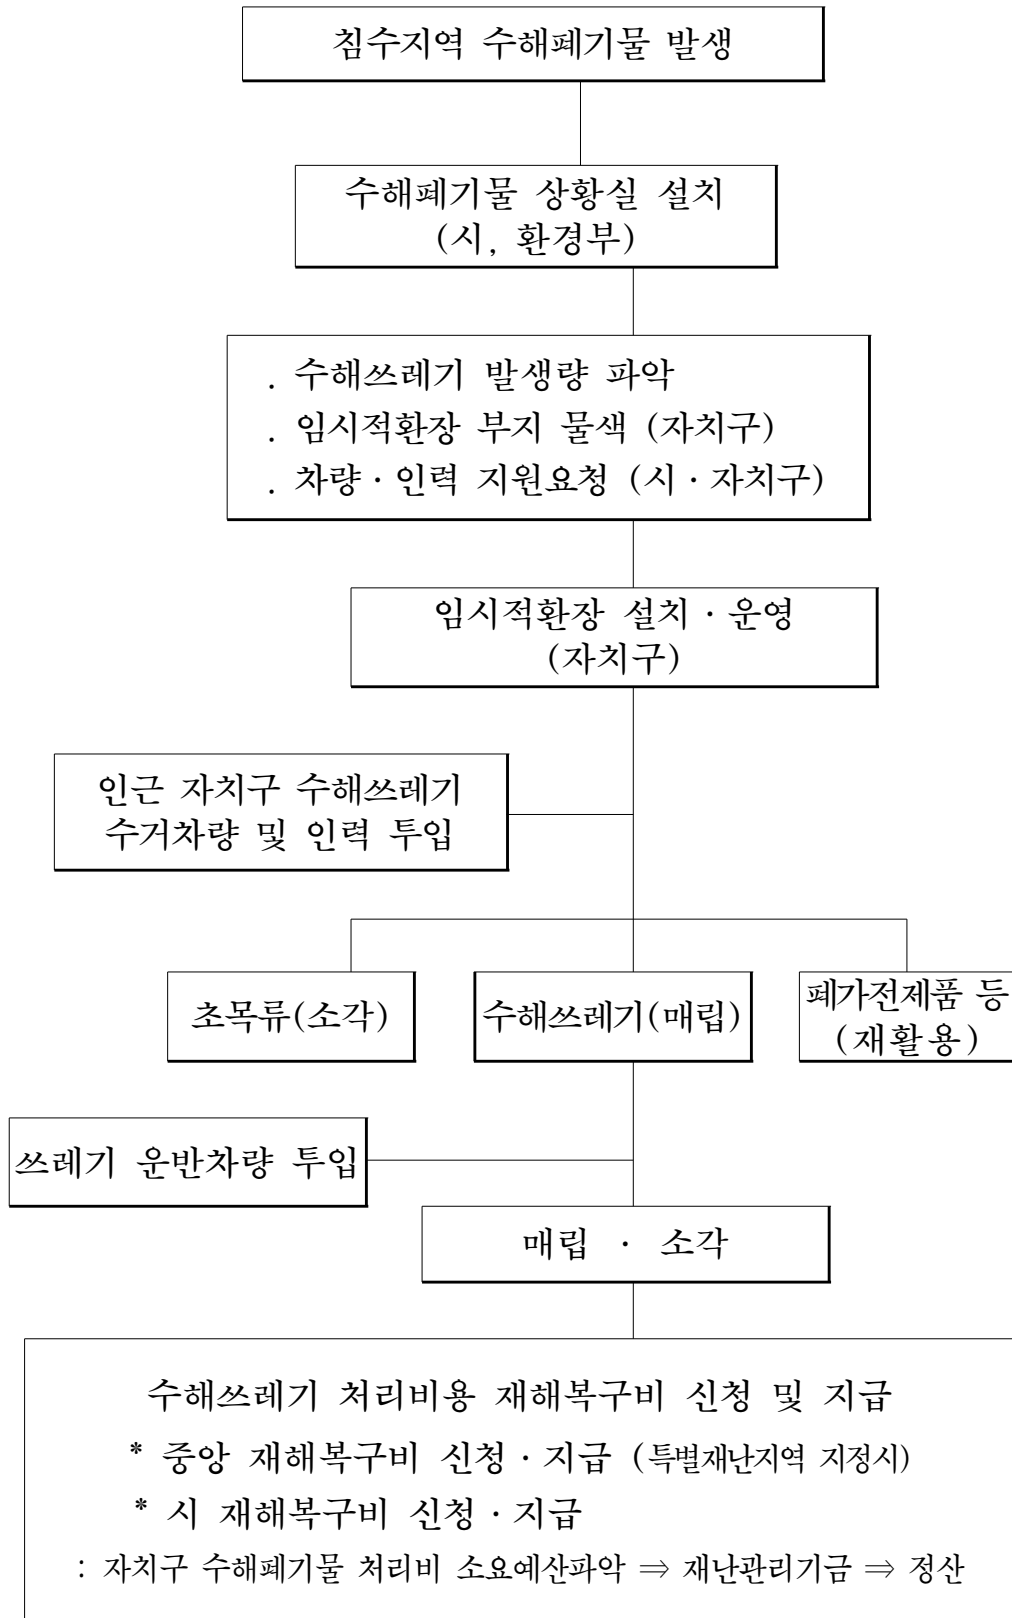 침수지역 수해폐기물 발생
수해폐기물 상황실 설치
(시, 환경부)
. 수해쓰레기 발생량 파악
. 임시적환장 부지 물색 (자치구)
. 차량·인력 지원요청 (시·자치구)
임시적환장 설치·운영
(자치구)
인근 자치구 수해쓰레기
수거차량 및 인력 투입
초목류(소각)
수해쓰레기(매립)
폐가전제품 등
(재활용)
쓰레기 운반차량 투입
매립 · 소각
수해쓰레기 처리비용 재해복구비 신청 및 지급
* 중앙 재해복구비 신청·지급 (특별재난지역 지정시)
* 시 재해복구비 신청·지급
: 자치구 수해폐기물 처리비 소요예산파악 ⇒ 재난관리기금 ⇒ 정산